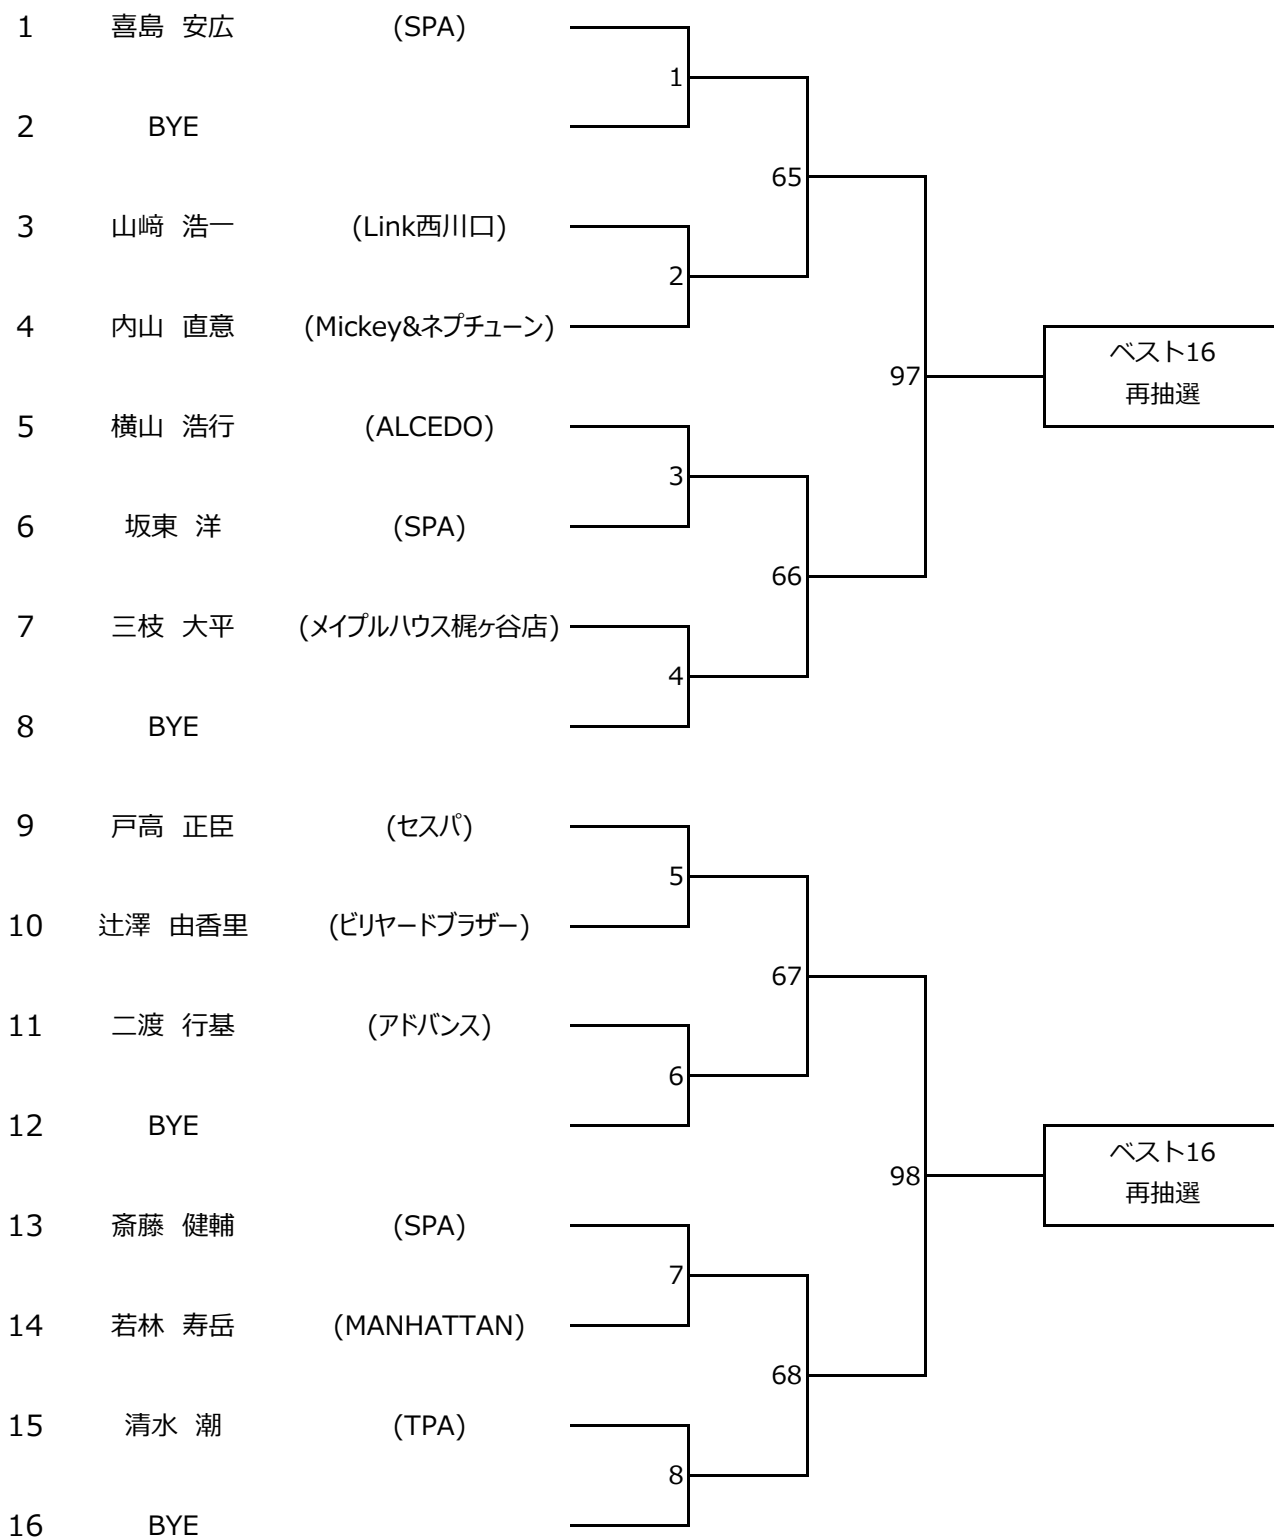 1 喜島 安広 (SPA)
1
2 BYE
65
3 山﨑 浩一 (Link西川口)
2
4 内山 直意 (Mickey&ネプチューン)
ベスト16
97
再抽選
5 横山 浩行 (ALCEDO)
3
6 坂東 洋 (SPA)
66
7 三枝 大平 (メイプルハウス梶ヶ谷店)
4
8 BYE
9 戸高 正臣 (セスパ)
5
10 辻澤 由香里 (ビリヤードブラザー)
67
11 二渡 行基 (アドバンス)
6
12 BYE
ベスト16
98
再抽選
13 斎藤 健輔 (SPA)
7
14 若林 寿岳 (MANHATTAN)
68
15 清水 潮 (TPA)
8
16 BYE